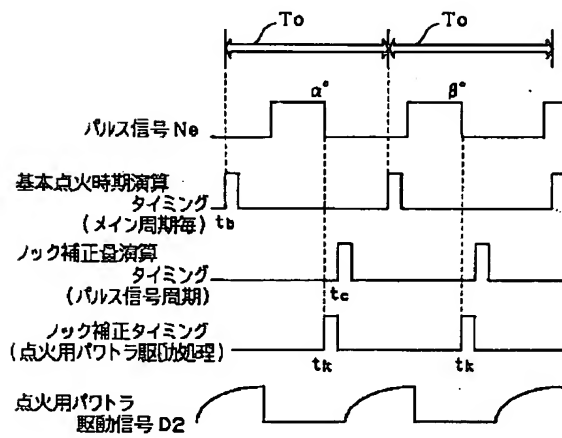 To To
α° β°
パルス信号Ne
基本点火時期演算
タイミング
(メイン周期毎) tb
ノック補正量演算
タイミング
(パルス信号周期) tc
ノック補正タイミング
(点火用パワトラ駆動処理) tk tk
点火用パワトラ
駆動信号D2